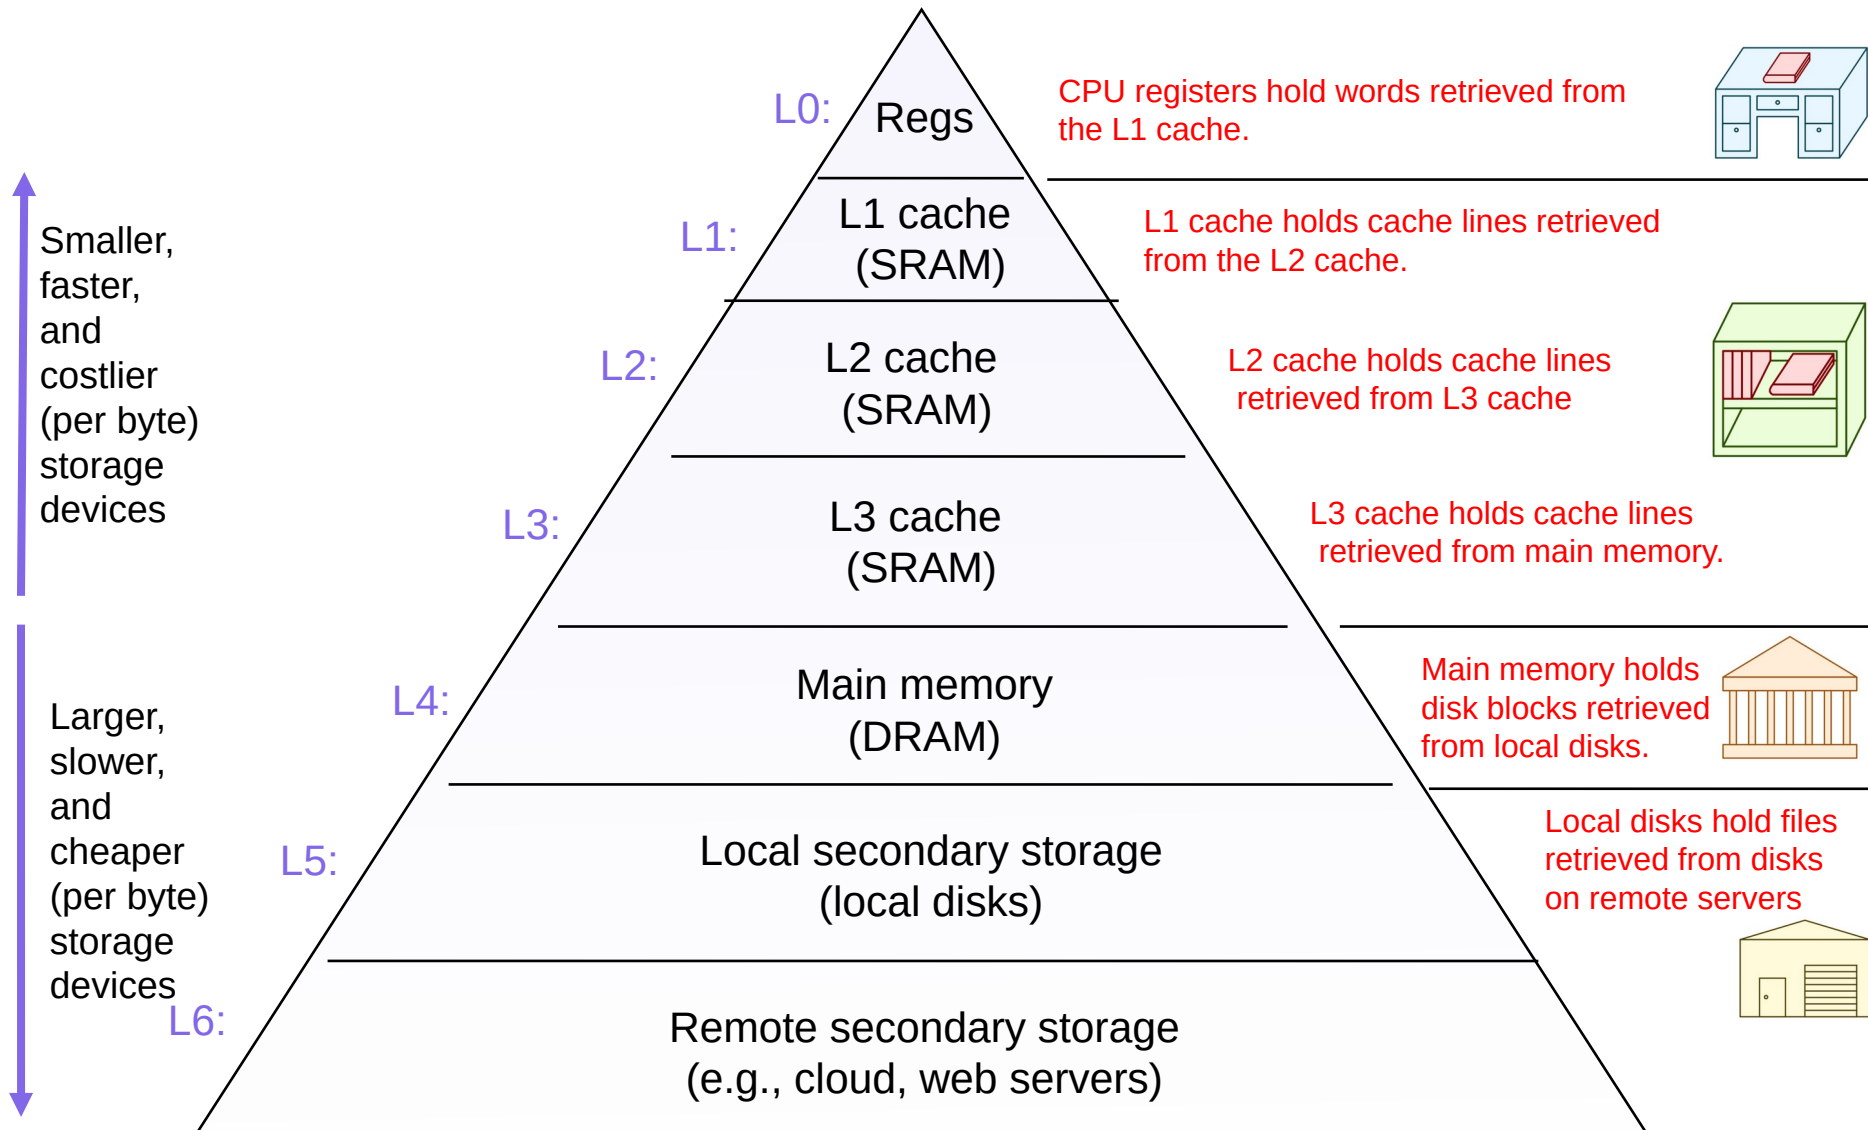 L0:
Regs
CPU registers hold words retrieved from
the L1 cache.
Smaller,
faster,
and
costlier
(per byte)
storage
devices
L1:
L1 cache
(SRAM)
L1 cache holds cache lines retrieved
from the L2 cache.
L2:
L2 cache
(SRAM)
L2 cache holds cache lines
retrieved from L3 cache
L3:
L3 cache
(SRAM)
L3 cache holds cache lines
retrieved from main memory.
Larger,
slower,
and
cheaper
(per byte)
storage
devices
L4:
Main memory
(DRAM)
Main memory holds
disk blocks retrieved
from local disks.
L5:
Local secondary storage
(local disks)
Local disks hold files
retrieved from disks
on remote servers
L6:
Remote secondary storage
(e.g., cloud, web servers)